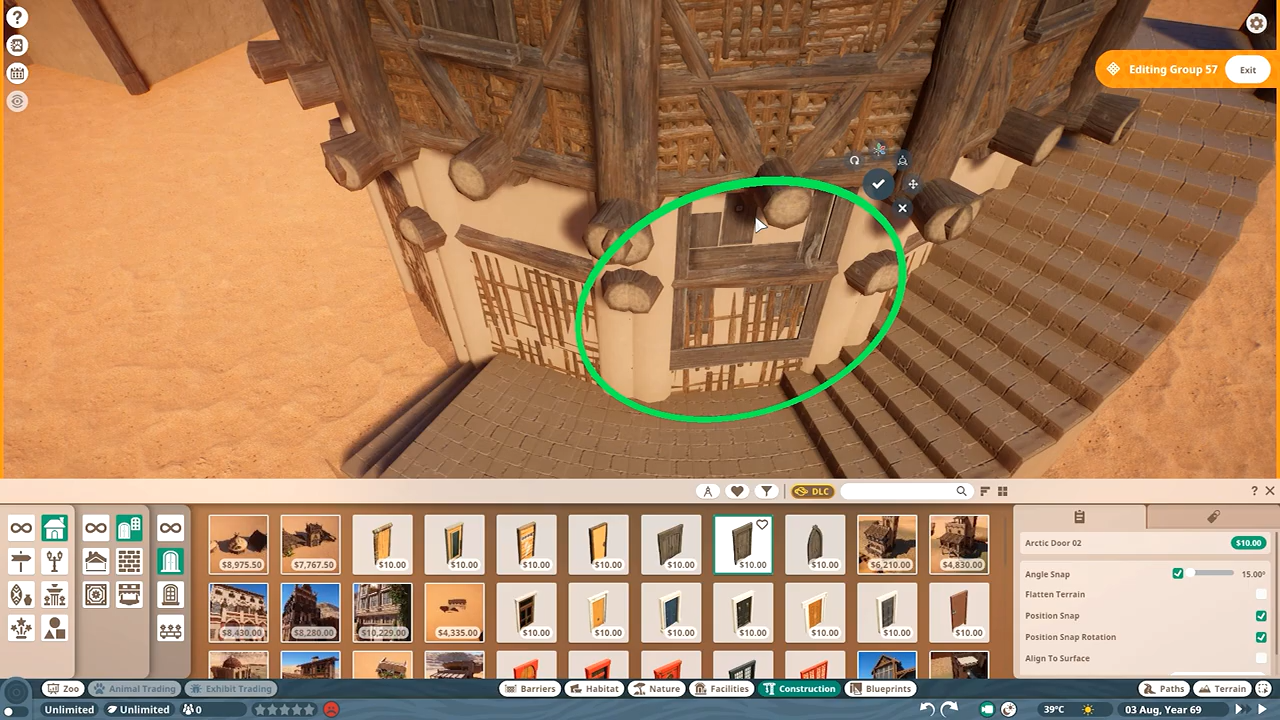 ?
Editing Group 57
Exit
DLC
? ×
$8,975.50
$7,767.50
$10.00
$10.00
$10.00
$10.00
$10.00
$10.00
$10.00
$6,210.00
$4,830.00
Arctic Door 02
$10.00
Angle Snap
15.00°
Flatten Terrain
Position Snap
Position Snap Rotation
Align To Surface
$8,430.00
$8,280.00
$10,229.00
$4,335.00
$10.00
$10.00
$10.00
$10.00
$10.00
$10.00
$10.00
Zoo
Animal Trading
Exhibit Trading
Barriers
Habitat
Nature
Facilities
Construction
Blueprints
Paths
Terrain
Unlimited
Unlimited
0
39°C
03 Aug, Year 69